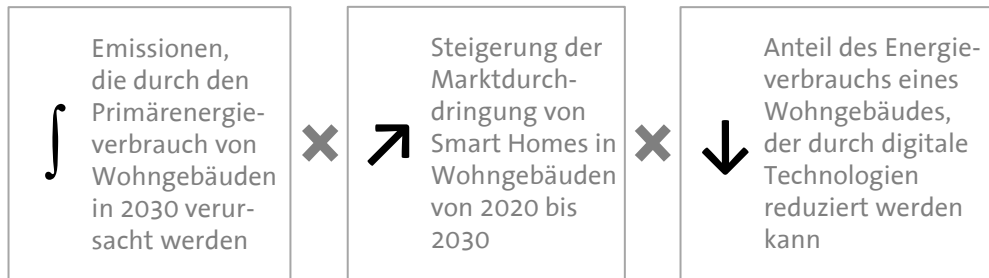 Emissionen,
die durch den
Primärenergie-
verbrauch von
Wohngebäuden
in 2030 verur-
sacht werden
Steigerung der
Marktdurch-
dringung von
Smart Homes in
Wohngebäuden
von 2020 bis
2030
Anteil des Energie-
verbrauchs eines
Wohngebäudes,
der durch digitale
Technologien
reduziert werden
kann